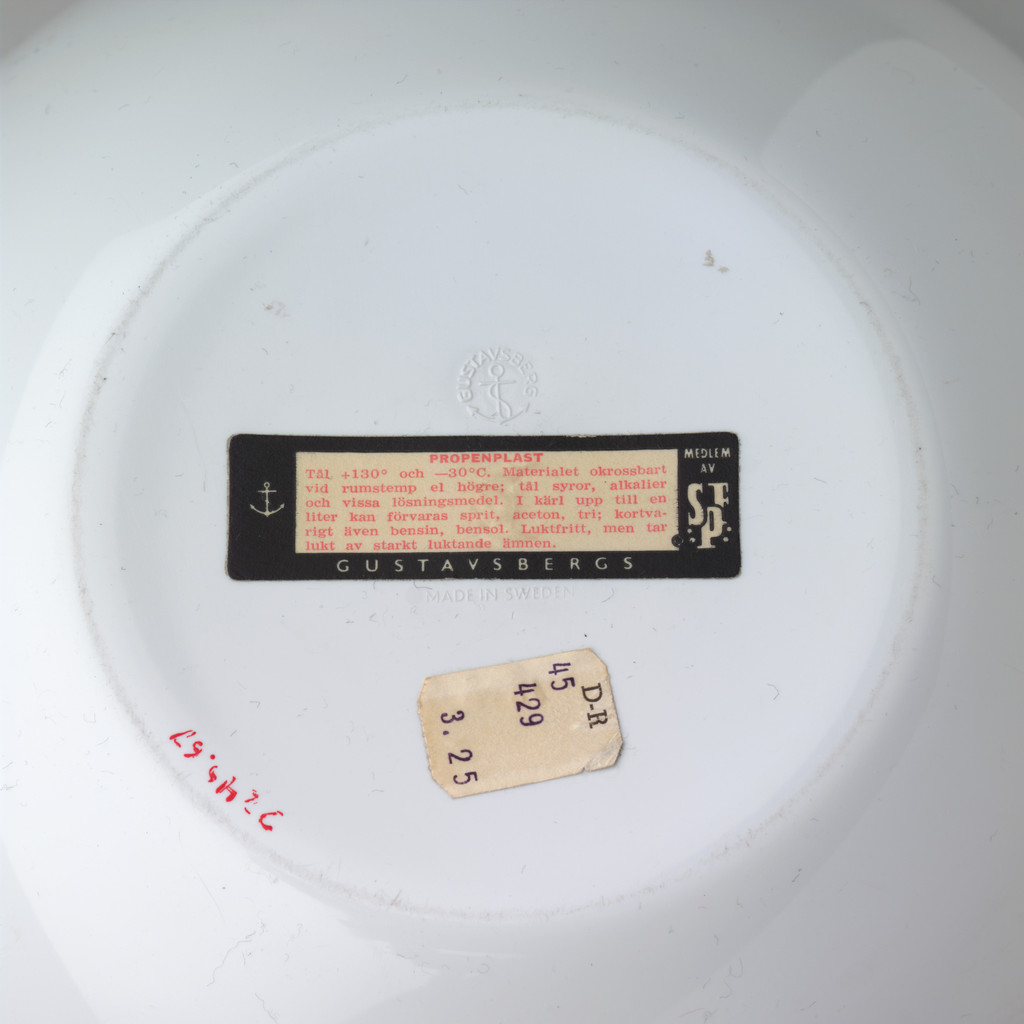 GUSTAVSBERG
PROPENPLAST
Tål +130° och —30°C. Materialet okrossbart
vid rumstemp el högre; tål syror, alkalier
och vissa lösningsmedel. I kärl upp till en
liter kan förvaras sprit, aceton, tri; kortva-
rigt även bensin, bensol. Luktfritt, men tar
lukt av starkt luktande ämnen.
MEDLEM
AV
SFP
GUSTAVSBERGS
MADE IN SWEDEN
D-R
45
429
3.25